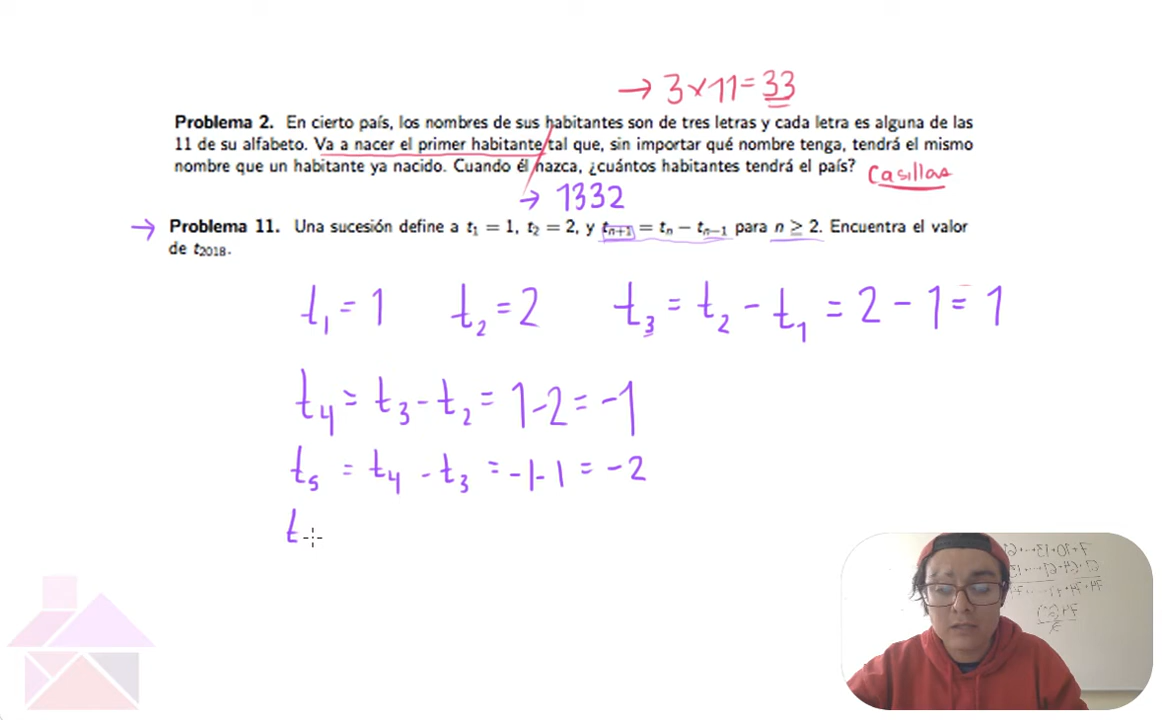 → 3×11=33
Problema 2. En cierto país, los nombres de sus habitantes son de tres letras y cada letra es alguna de las
11 de su alfabeto. Va a nacer el primer habitante tal que, sin importar qué nombre tenga, tendrá el mismo
nombre que un habitante ya nacido. Cuando él nazca, ¿cuántos habitantes tendrá el país? Casillas
→ 1332
→ Problema 11. Una sucesión define a t₁ = 1, t₂ = 2, y tₙ₊₁ = tₙ − tₙ₋₁ para n ≥ 2. Encuentra el valor
de t₂₀₁₈.
t₁ = 1 t₂ = 2 t₃ = t₂ − t₁ = 2 − 1 = 1
t₄ = t₃ − t₂ = 1-2 = -1
t₅ = t₄ - t₃ = -1-1 = -2
t